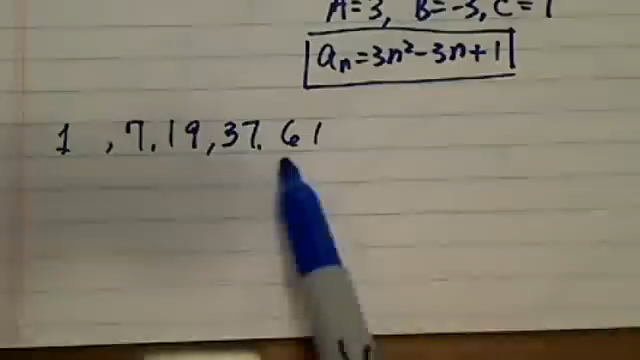 A=3, B=-3, C=1
aₙ=3n²-3n+1
1 , 7, 19, 37, 61